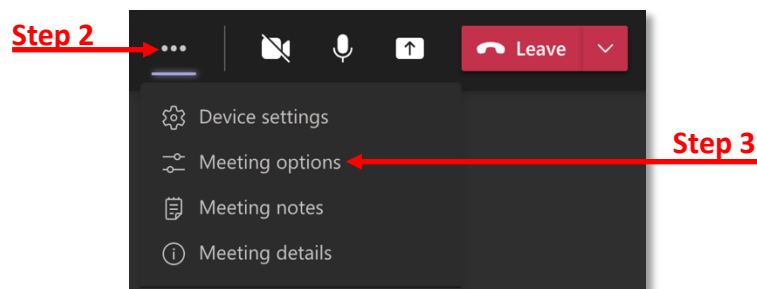 Step 2
Leave
Device settings
Meeting options
Step 3
Meeting notes
Meeting details